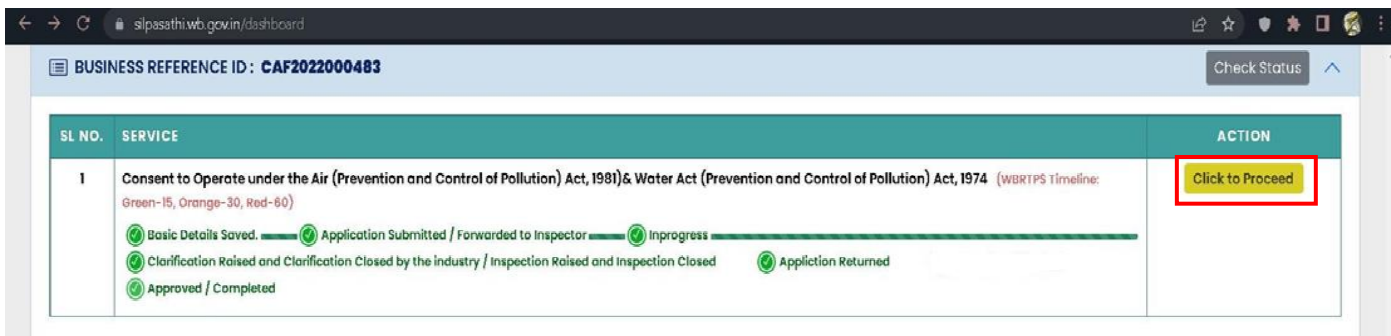 silpasathi.wb.gov.in/dashboard
BUSINESS REFERENCE ID : CAF2022000483
Check Status
SL NO. SERVICE ACTION
1 Consent to Operate under the Air (Prevention and Control of Pollution) Act, 1981)& Water Act (Prevention and Control of Pollution) Act, 1974 (WBRTPS Timeline:
Green-15, Orange-30, Red-60)
Click to Proceed
Basic Details Saved. Application Submitted / Forwarded to Inspector Inprogress
Clarification Raised and Clarification Closed by the industry / Inspection Raised and Inspection Closed Appliction Returned
Approved / Completed